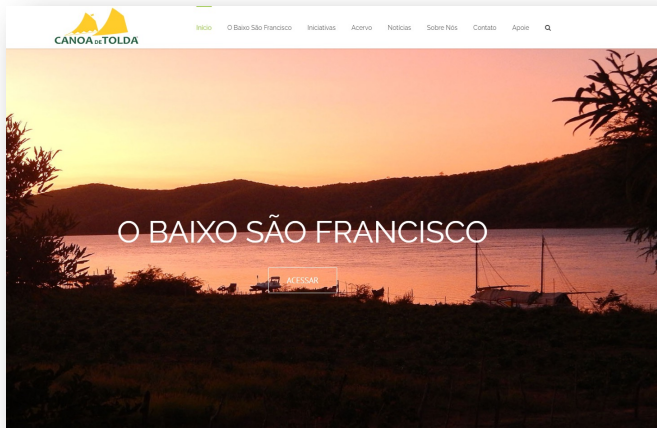 CANOA DE TOLDA
Início O Baixo São Francisco Iniciativas Acervo Notícias Sobre Nós Contato Apoie
O BAIXO SÃO FRANCISCO
ACESSAR